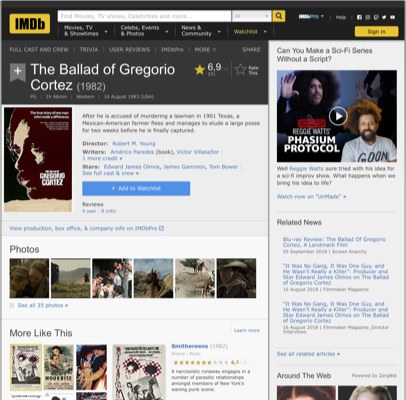 IMDb
Find Movies, TV shows, Celebrities and more...
All
IMDbPro
Help
Movies, TV
& Showtimes
Celebs, Events
& Photos
News &
Community
Watchlist
Sign in
FULL CAST AND CREW | TRIVIA | USER REVIEWS | IMDbPro | MORE
SHARE
The Ballad of Gregorio
Cortez (1982)
6,9
Rate
This
PG | 1h 46min | Western | 19 August 1983 (USA)
After he is accused of murdering a lawman in 1901 Texas, a
Mexican-American farmer flees and manages to elude a large posse
for two weeks before he is finally captured.
Director: Robert M. Young
Writers: Américo Paredes (book), Victor Villaseñor |
1 more credit »
Stars: Edward James Olmos, James Gammon, Tom Bower |
See full cast & crew »
+ Add to Watchlist
Reviews
4 user | 8 critic
View production, box office, & company info on IMDbPro
GREGORIO
CORTEZ
Photos
See all 35 photos »
More Like This
Learn more
Smithereens (1982)
Drama | Music
A narcissistic runaway engages in a
number of parasitic relationships
amongst members of New York's
waning punk scene.
Can You Make a Sci-Fi Series
Without a Script?
REGGIE WATTS'
PHASIUM
PROTOCOL
Well Reggie Watts sure tried with his idea for
a sci-fi improv show. What happens when we
bring his idea to life?
Watch now on "UnMade" »
Related News
Blu-ray Review: The Ballad Of Gregorio
Cortez, A Landmark Film
05 September 2018 | Screen Anarchy
"It Was No Gang, It Was One Guy, and
He Wasn't Really a Killer": Producer and
Star Edward James Olmos on The Ballad
of Gregorio Cortez
16 August 2018 | Filmmaker Magazine
"It Was No Gang, It Was One Guy, and
He Wasn't Really a Killer": Producer and
Star Edward James Olmos on The Ballad
of Gregorio Cortez
16 August 2018 | Filmmaker Magazine_Director
Interviews
See all related articles »
Around The Web
Powered by ZergNet